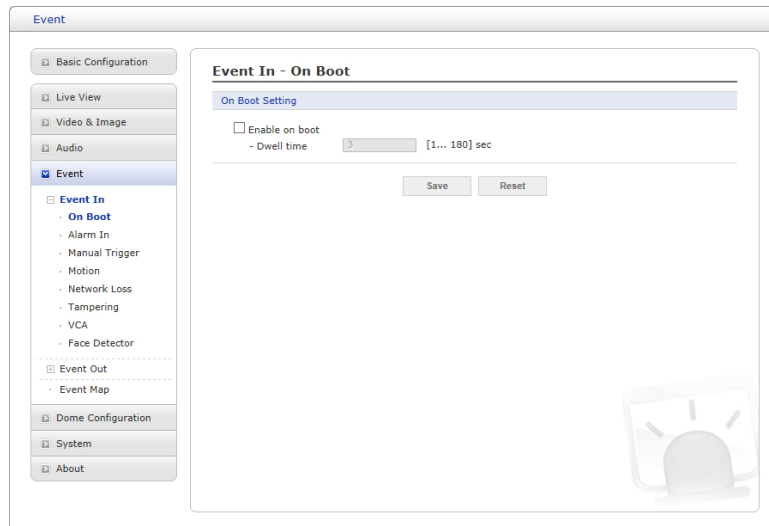 Event
Basic Configuration
Live View
Video & Image
Audio
Event
Event In
On Boot
Alarm In
Manual Trigger
Motion
Network Loss
Tampering
VCA
Face Detector
Event Out
Event Map
Dome Configuration
System
About
Event In - On Boot
On Boot Setting
Enable on boot
- Dwell time 3 [1... 180] sec
Save Reset